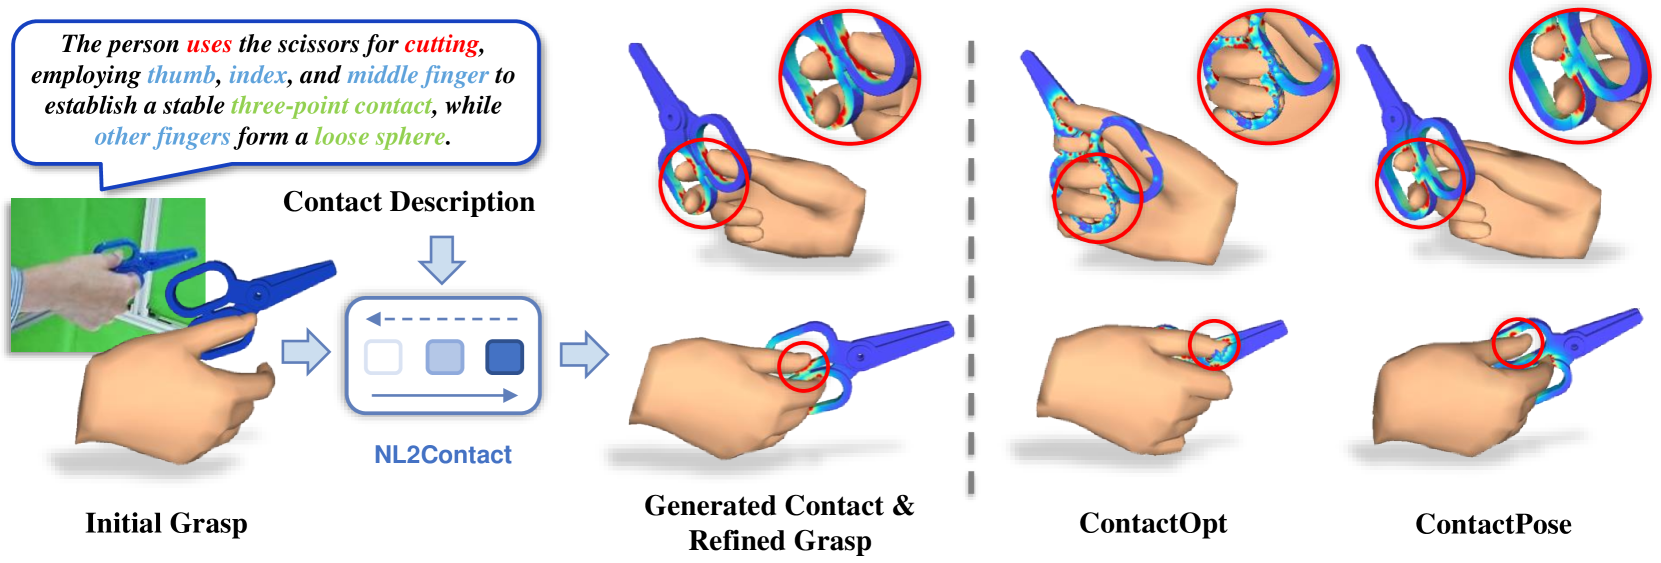 The person uses the scissors for cutting,
employing thumb, index, and middle finger to
establish a stable three-point contact, while
other fingers form a loose sphere.
Contact Description
NL2Contact
Initial Grasp
Generated Contact &
Refined Grasp
ContactOpt
ContactPose